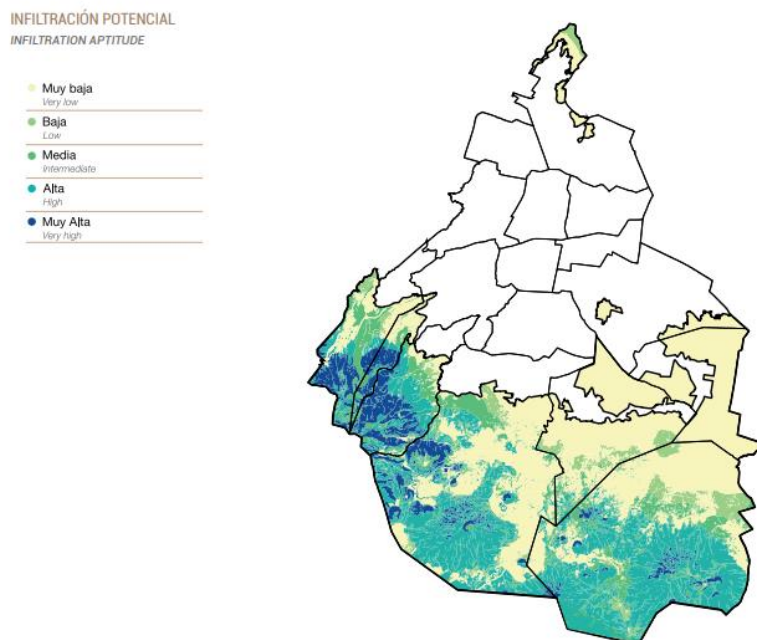 INFILTRACIÓN POTENCIAL
INFILTRATION APTITUDE
Muy baja
Very low
Baja
Low
Media
Intermediate
Alta
High
Muy Alta
Very high